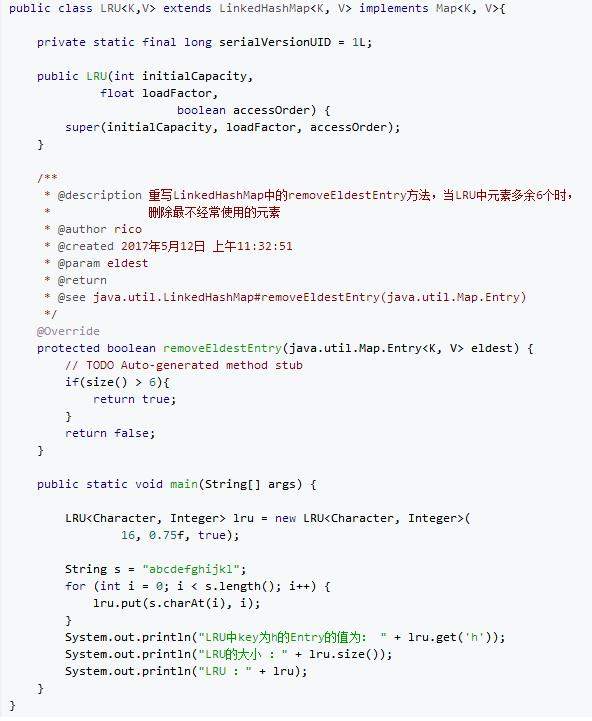 public class LRU<K,V> extends LinkedHashMap<K, V> implements Map<K, V>{
private static final long serialVersionUID = 1L;
public LRU(int initialCapacity,
float loadFactor,
boolean accessOrder) {
super(initialCapacity, loadFactor, accessOrder);
}
/**
* @description 重写LinkedHashMap中的removeEldestEntry方法，当LRU中元素多余6个时，
* 删除最不经常使用的元素
* @author rico
* @created 2017年5月12日 上午11:32:51
* @param eldest
* @return
* @see java.util.LinkedHashMap#removeEldestEntry(java.util.Map.Entry)
*/
@Override
protected boolean removeEldestEntry(java.util.Map.Entry<K, V> eldest) {
// TODO Auto-generated method stub
if(size() > 6){
return true;
}
return false;
}
public static void main(String[] args) {
LRU<Character, Integer> lru = new LRU<Character, Integer>(
16, 0.75f, true);
String s = "abcdefghijkl";
for (int i = 0; i < s.length(); i++) {
lru.put(s.charAt(i), i);
}
System.out.println("LRU中key为h的Entry的值为： " + lru.get('h'));
System.out.println("LRU的大小 ：" + lru.size());
System.out.println("LRU ：" + lru);
}
}